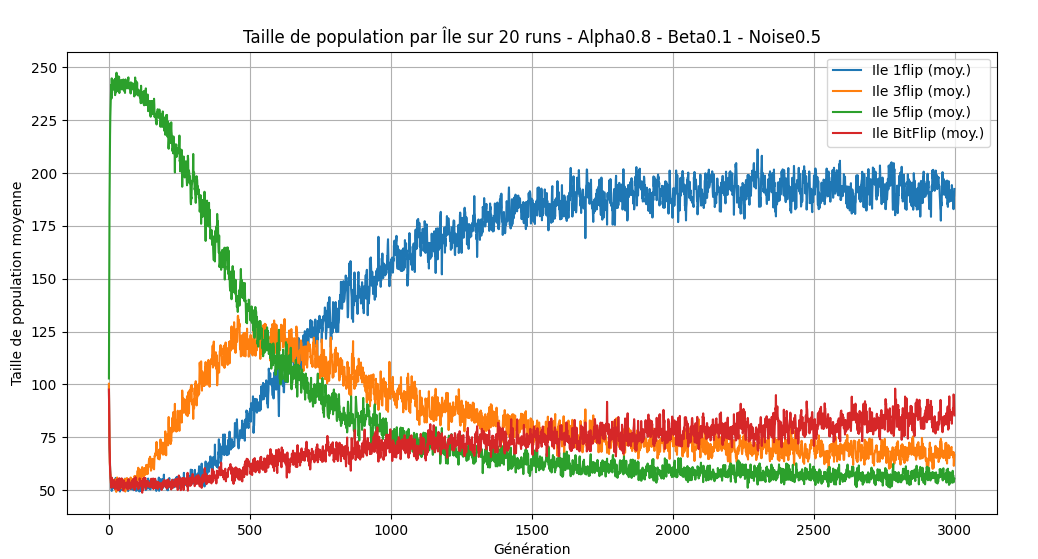 Taille de population par Île sur 20 runs - Alpha0.8 - Beta0.1 - Noise0.5
Taille de population moyenne
250
225
200
175
150
125
100
75
50
Ile 1flip (moy.)
Ile 3flip (moy.)
Ile 5flip (moy.)
Ile BitFlip (moy.)
0 500 1000 1500 2000 2500 3000
Génération